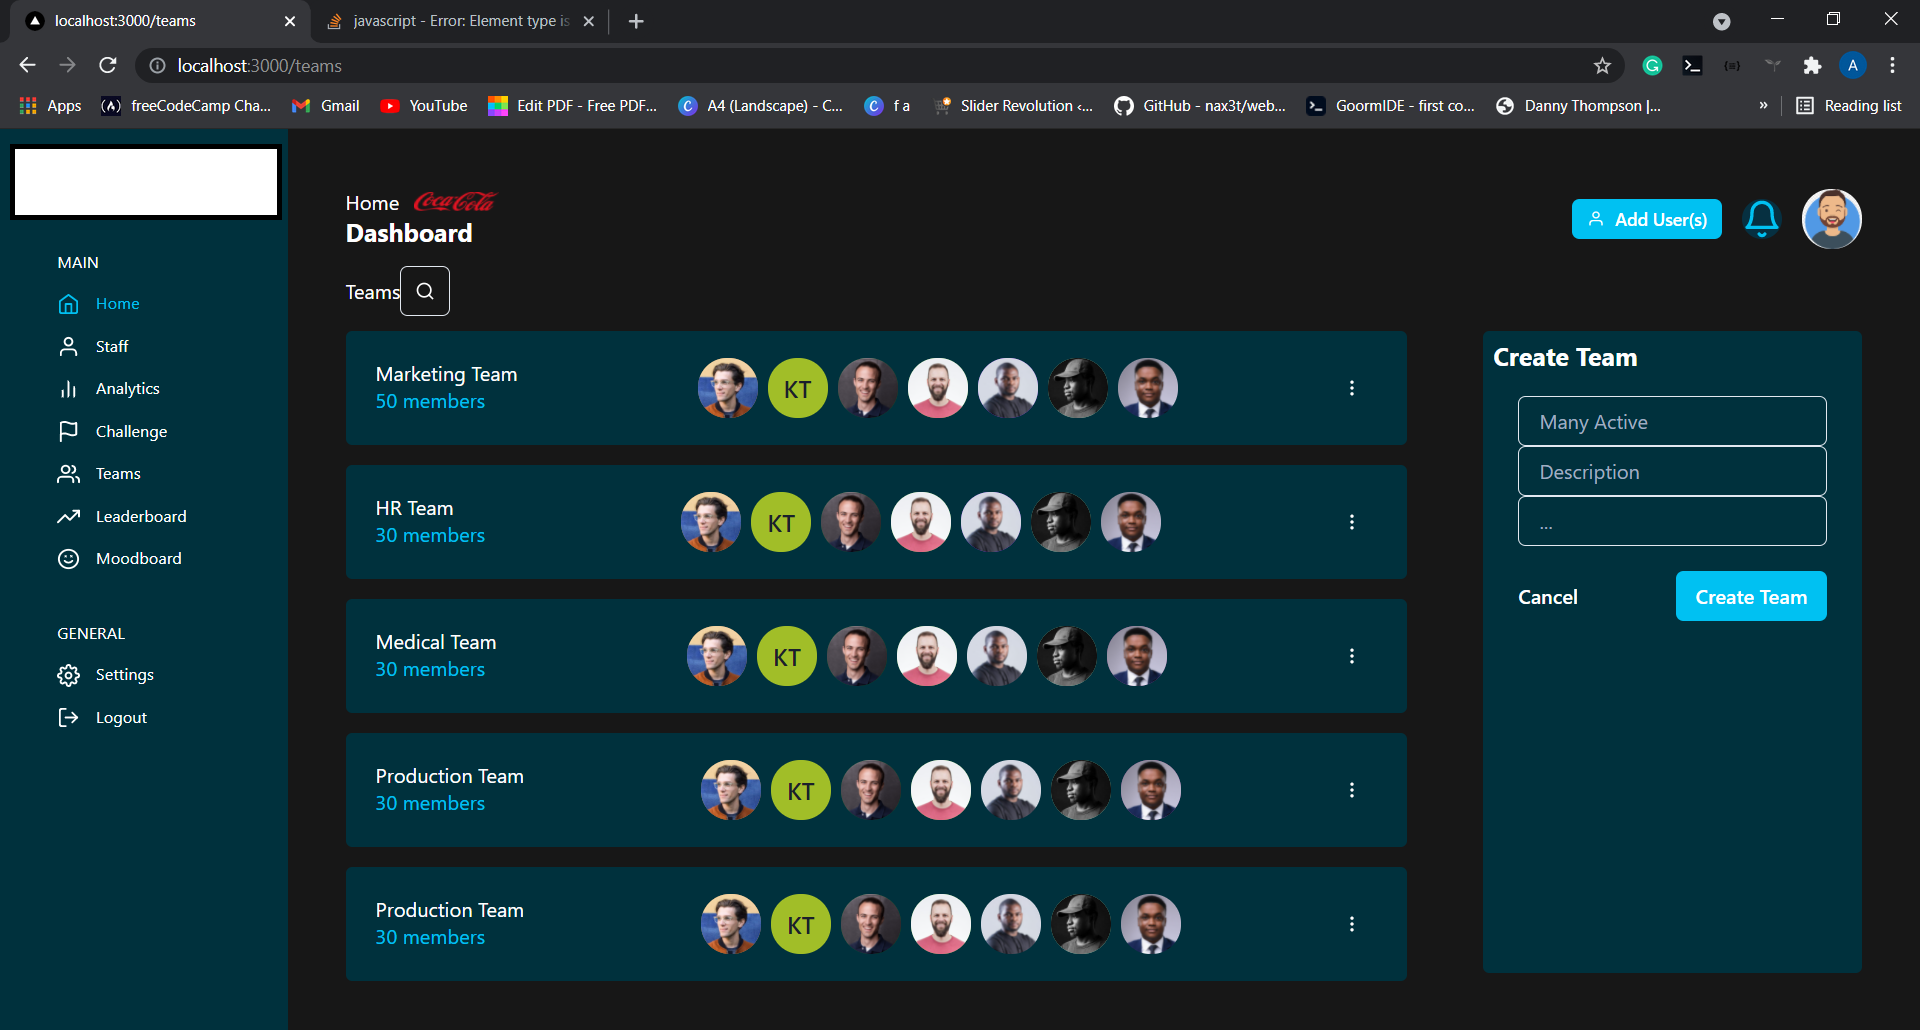 localhost:3000/teams
javascript - Error: Element type is
localhost:3000/teams
A
Apps
freeCodeCamp Cha...
Gmail
YouTube
Edit PDF - Free PDF...
A4 (Landscape) - C...
f a
Slider Revolution ‹...
GitHub - nax3t/web...
GoormIDE - first co...
Danny Thompson |...
»
Reading list
MAIN
Home
Staff
Analytics
Challenge
Teams
Leaderboard
Moodboard
GENERAL
Settings
Logout
Home Coca-Cola
Dashboard
Add User(s)
Teams
Marketing Team
50 members
KT
HR Team
30 members
KT
Medical Team
30 members
KT
Production Team
30 members
KT
Production Team
30 members
KT
Create Team
Many Active
Description
...
Cancel
Create Team